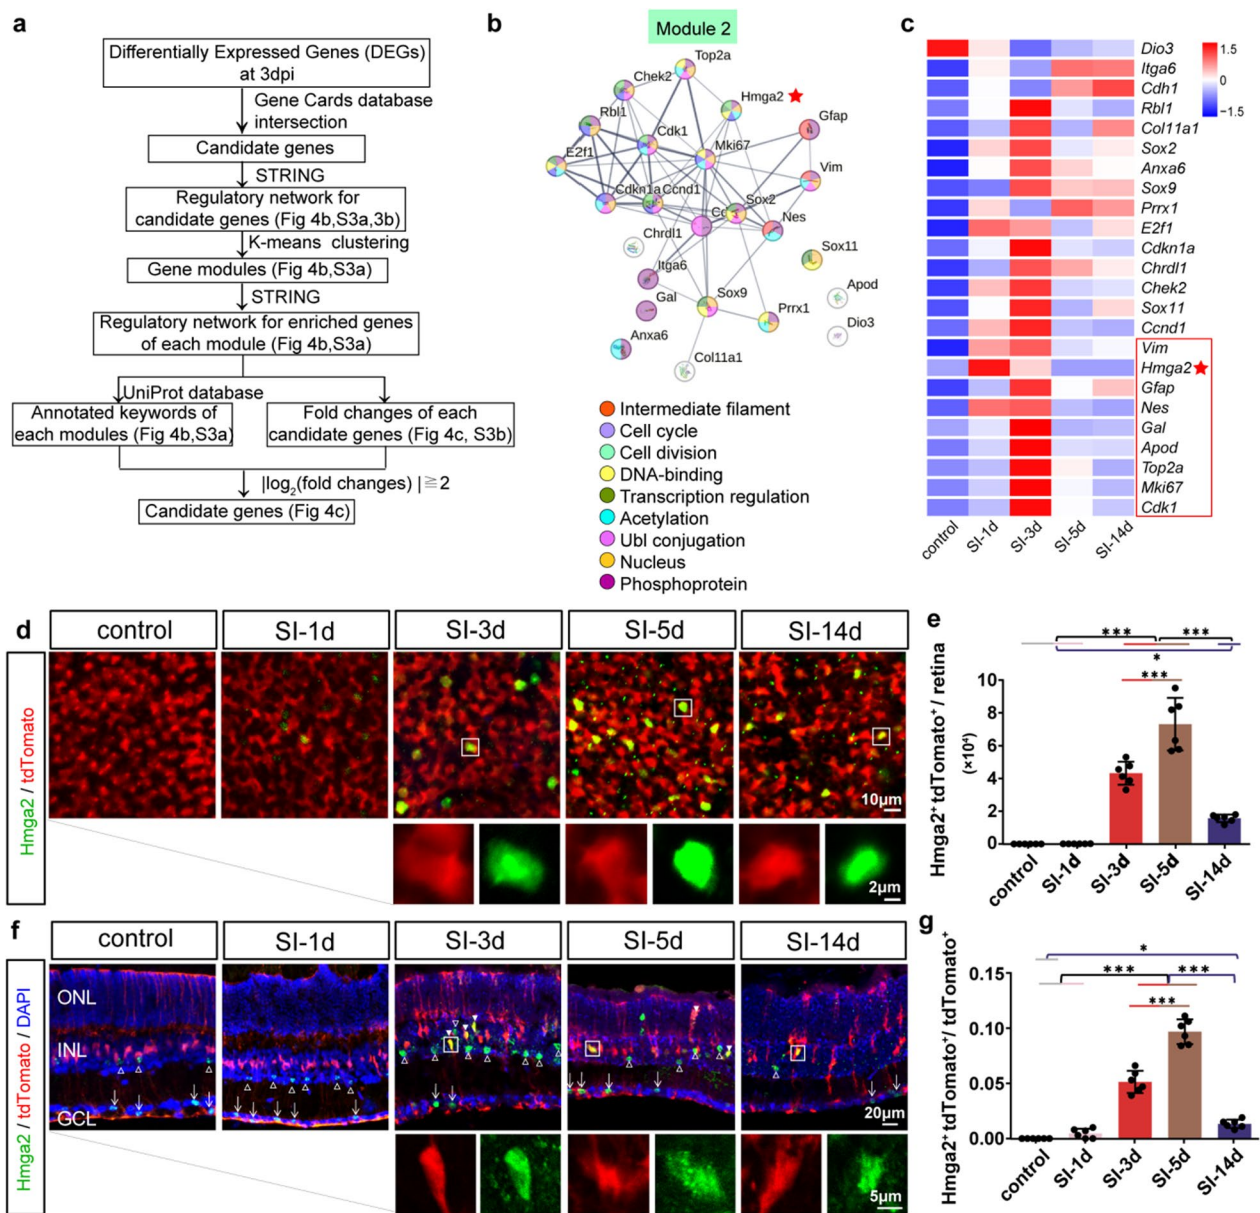 a
Differentially Expressed Genes (DEGs)
at 3dpi
Gene Cards database
intersection
Candidate genes
STRING
Regulatory network for
candidate genes (Fig 4b,S3a,3b)
K-means clustering
Gene modules (Fig 4b,S3a)
STRING
Regulatory network for enriched genes
of each module (Fig 4b,S3a)
UniProt database
Annotated keywords of
each modules (Fig 4b,S3a)
Fold changes of each
candidate genes (Fig 4c, S3b)
|log2(fold changes) |≧2
Candidate genes (Fig 4c)
b
Module 2
Top2a
Chek2
Hmga2
Rbl1
Gfap
Cdk1
Mki67
E2f1
Vim
Cdkn1a
Ccnd1
Sox2
Nes
Chrdl1
Sox11
Itga6
Apod
Gal
Sox9
Prrx1
Dio3
Anxa6
Col11a1
Intermediate filament
Cell cycle
Cell division
DNA-binding
Transcription regulation
Acetylation
Ubl conjugation
Nucleus
Phosphoprotein
c
Dio3
Itga6
Cdh1
Rbl1
Col11a1
Sox2
Anxa6
Sox9
Prrx1
E2f1
Cdkn1a
Chrdl1
Chek2
Sox11
Ccnd1
Vim
Hmga2
Gfap
Nes
Gal
Apod
Top2a
Mki67
Cdk1
1.5
0
−1.5
control
SI-1d
SI-3d
SI-5d
SI-14d
d
control
SI-1d
SI-3d
SI-5d
SI-14d
Hmga2 / tdTomato
10μm
2μm
e
***
***
*
***
Hmga2+ tdTomato+ / retina
(×10⁴)
10
8
6
4
2
0
control
SI-1d
SI-3d
SI-5d
SI-14d
f
control
SI-1d
SI-3d
SI-5d
SI-14d
Hmga2 / tdTomato / DAPI
ONL
INL
GCL
20μm
5μm
g
*
***
***
***
Hmga2+ tdTomato+/ tdTomato+
0.15
0.10
0.05
0.00
control
SI-1d
SI-3d
SI-5d
SI-14d